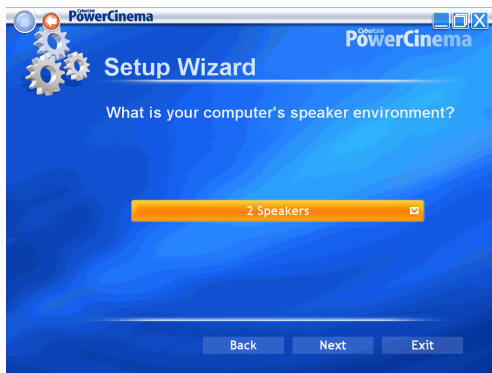 CyberLink
PowerCinema
CyberLink
PowerCinema
Setup Wizard
What is your computer's speaker environment?
2 Speakers
Back Next Exit